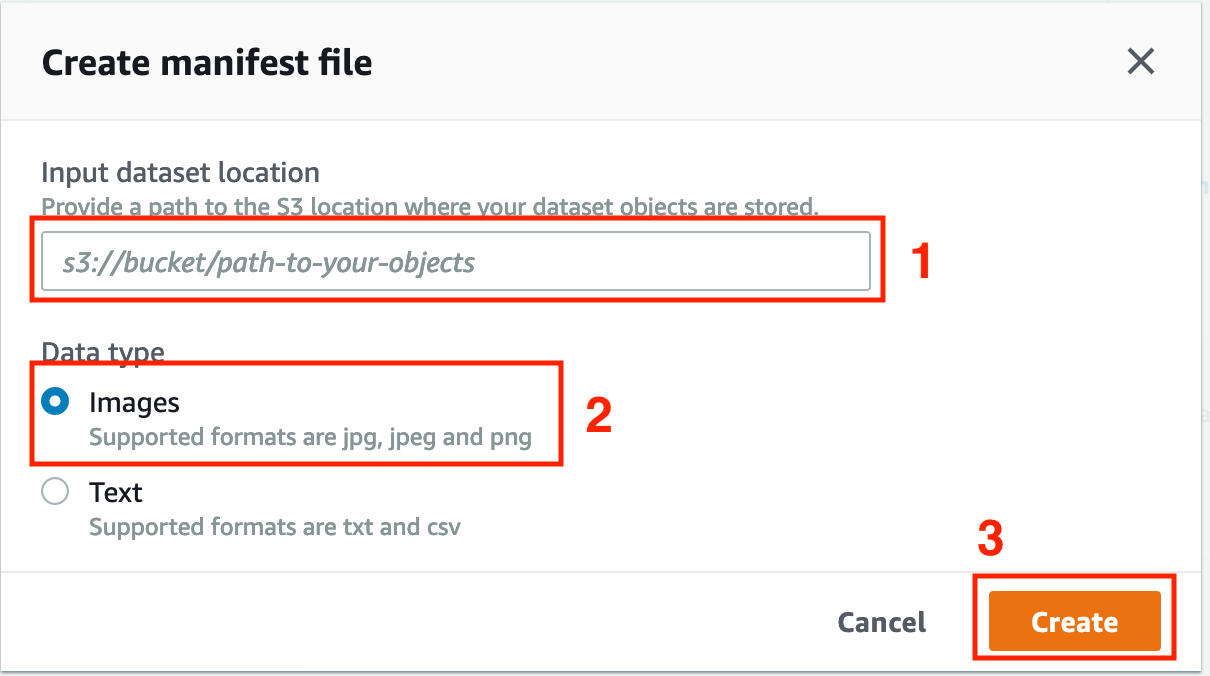 Create manifest file
Input dataset location
Provide a path to the S3 location where your dataset objects are stored.
s3://bucket/path-to-your-objects
1
Data type
Images
Supported formats are jpg, jpeg and png
2
Text
Supported formats are txt and csv
3
Cancel
Create